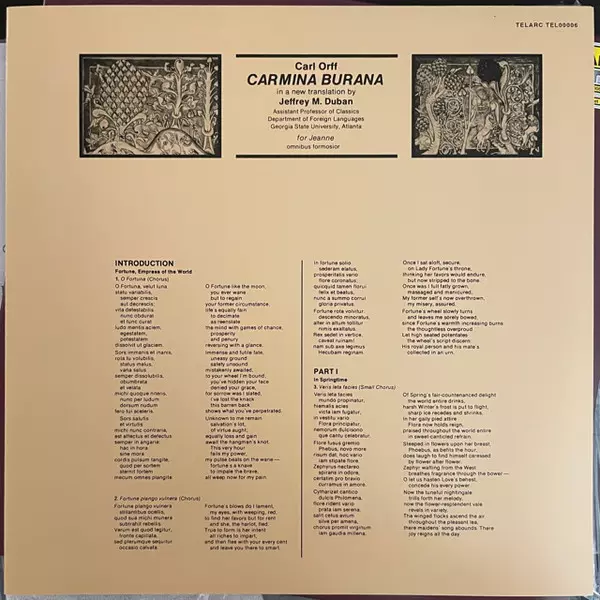 TELARC TEL00006
Carl Orff
CARMINA BURANA
in a new translation by
Jeffrey M. Duban
Assistant Professor of Classics
Department of Foreign Languages
Georgia State University, Atlanta
for Jeanne
omnibus formosior
INTRODUCTION
Fortune, Empress of the World
1. O Fortuna (Chorus)
O Fortuna, velut luna
statu variabilis,
semper crescis
aut decrescis;
vita detestabilis
nunc obdurat
et tunc curat
ludo mentis aciem,
egestatem,
potestatem
dissolvit ut glaciem.
Sors immanis et inanis,
rota tu volubilis,
status malus,
vana salus
semper dissolubilis,
obumbrata
et velata
michi quoque niteris,
nunc per ludum
dorsum nudum
fero tui sceleris.
Sors salutis
et virtutis
michi nunc contraria,
est affectus et defectus
semper in angaria
hac in hora
sine mora
cordis pulsum tangite,
quod per sortem
sternit fortem
mecum omnes plangite
O Fortune like the moon,
you ever wane
but to regain
your former circumstance,
life's equally fain
to decimate
as reinstate
the mind with games of chance,
prosperity
and penury
reversing with a glance.
Immense and futile fate,
uneasy ground
safely unsound
mistakenly awaited,
to your wheel I'm bound,
you've hidden your face
denied your grace,
for sorrow was I slated,
I've lost the knack
this barren back
shows what you've perpetrated.
Unknown to me remain
salvation's lot,
of virtue aught;
equally loss and gain
await the hangman's knot.
This very hour
fails my power,
my pulse beats on the wane—
fortune's a knave
to impale the brave,
all weep now for my pain
2. Fortune plango vulnera (Chorus)
Fortune plango vulnera
stillantibus ocellis,
quod sua michi munera
subtrahit rebellis.
Verum est quod legitur,
fronte capillata,
sed plerumque sequitur
occasio calvata
Fortune's blows do I lament,
my eyes, with weeping, red,
to find her favors but for rent
and she, the harlot, fled.
True to form is her intent
all riches to impart,
and then flee with your every cent
and leave you there to smart.
In fortune solio
sederam elatus,
prosperitatis vario
flore coronatus;
quicquid tamen florui
felix et beatus,
nunc a summo corrui
gloria privatus.
Fortune rota volvitur:
descendo minoratus,
alter in altum tollitur
nimis exaltatus.
Rex sedet in vertice,
caveat ruinam!
nam sub axe legimus
Hecubam reginam
Once I sat aloft, secure,
on Lady Fortune's throne,
thinking her favors would endure,
but now stripped to the bone.
Once was I full fatly grown,
massaged and manicured,
My former self's now overthrown,
my misery, assured.
Fortune's wheel slowly turns
and leaves me sorely bowed,
since Fortune's warmth increasing burns
the thoughtless overproud
Let high seated potentates
the wheel's script discern:
His royal person and his mate's
collected in an urn.
PART I
In Springtime
3. Veris leta facies (Small Chorus)
Veris leta facies
mundo propinatur,
hiemalis acies
victa iam fugatur,
in vestitu vario
Flora principatur,
nemorum dulcisono
que cantu celebratur.
Flore fusus gremio
Phebus, novo more
risum dat, hoc vario
iam stipate flore.
Zephyrus nectareo
spirans in odore,
certatim pro bravio
curramus in amore.
Cytharizat cantico
dulcis Philomena,
flore rident vario
prata iam serena,
salit cetus avium
silve per amena,
chorus promit virginum
iam gaudia millena.
Of Spring's fair-countenanced delight
the world entire drinks,
harsh Winter's frost is put to flight,
sharp ice recedes and shrinks,
in her gay gold attire
Flora now holds reign,
praised throughout the world entire
in sweet-canticled refrain.
Steeped in flowers upon her breast,
Phoebus, as befits the hour,
does laugh to find himself caressed
by flower after flower.
Zephyr wafting from the West
breathes fragrance through the bower—
O let us hasten Love's behest,
concede his every power.
Now the tuneful nightingale
trills forth her melody,
now the flower-resplendent vale
revels in variety.
The winged flocks ascend the air
throughout the pleasant lea,
there maidens' song abounds. There
joy reigns all the day